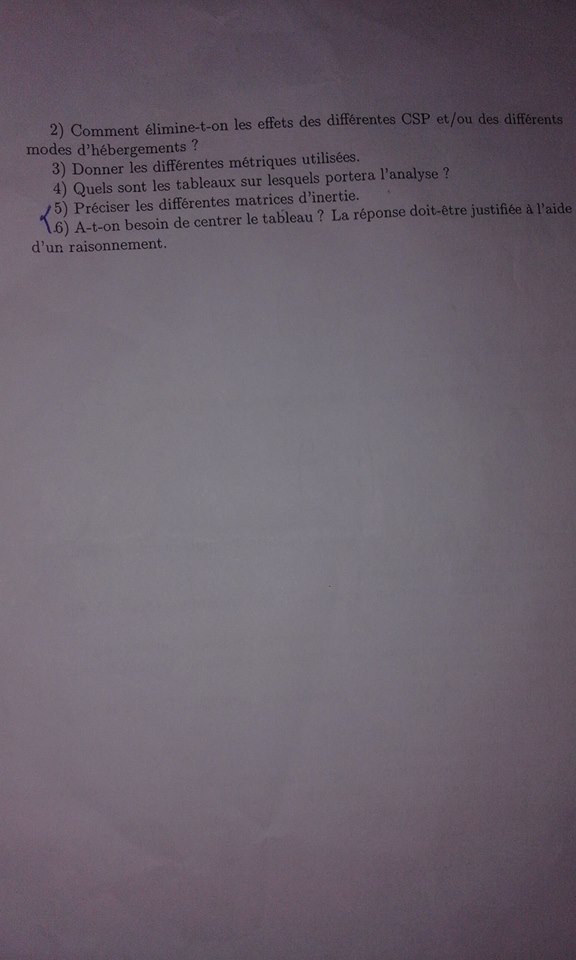 2) Comment élimine-t-on les effets des différentes CSP et/ou des différents
modes d'hébergements ?
3) Donner les différentes métriques utilisées.
4) Quels sont les tableaux sur lesquels portera l'analyse ?
5) Préciser les différentes matrices d'inertie.
6) A-t-on besoin de centrer le tableau ? La réponse doit-être justifiée à l'aide
d'un raisonnement.